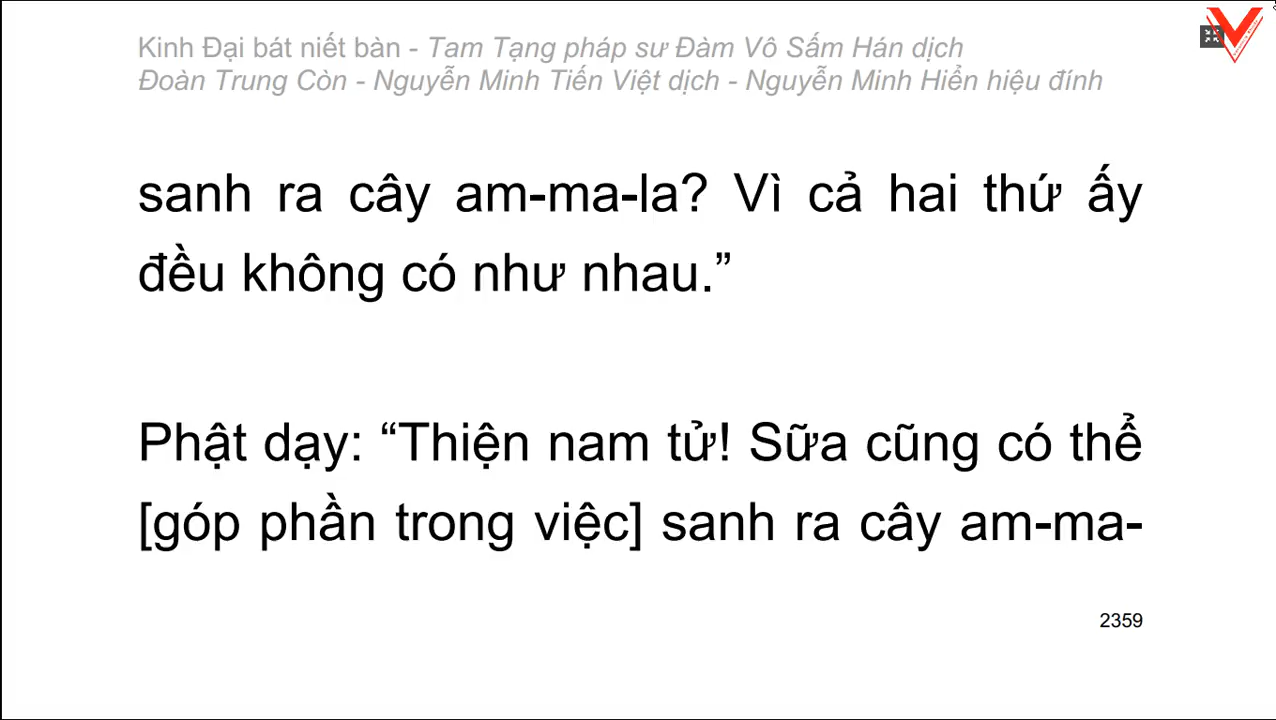 Kinh Đại bát niết bàn - Tam Tạng pháp sư Đàm Vô Sấm Hán dịch
Đoàn Trung Còn - Nguyễn Minh Tiến Việt dịch - Nguyễn Minh Hiển hiệu đính
sanh ra cây am-ma-la? Vì cả hai thứ ấy
đều không có như nhau.”
Phật dạy: “Thiện nam tử! Sữa cũng có thể
[góp phần trong việc] sanh ra cây am-ma-
2359